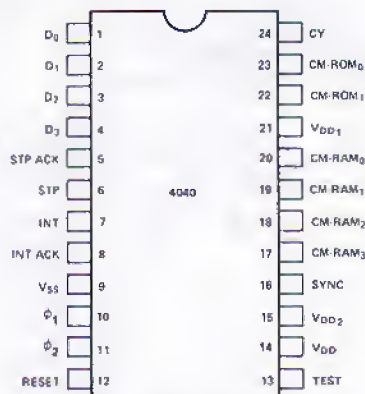 D₀ 1 24 CY
D₁ 2 23 CM-ROM₀
D₂ 3 22 CM-ROM₁
D₃ 4 21 VDD₁
STP ACK 5 20 CM-RAM₀
STP 6 4040 19 CM-RAM₁
INT 7 18 CM-RAM₂
INT ACK 8 17 CM-RAM₃
VSS 9 16 SYNC
ϕ₁ 10 15 VDD₂
ϕ₂ 11 14 VDD
RESET 12 13 TEST